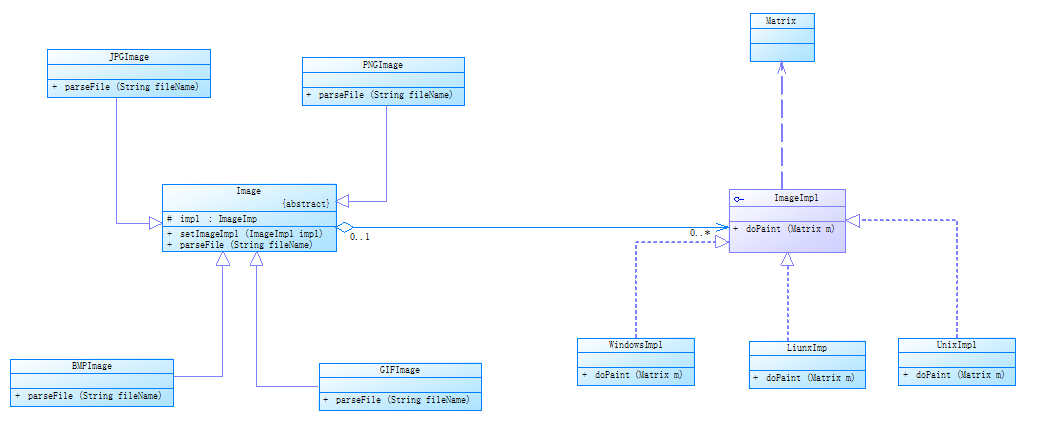 Matrix
JPGImage
+ parseFile (String fileName)
PNGImage
+ parseFile (String fileName)
Image
{abstract}
# impl : ImageImp
+ setImageImpl (ImageImpl impl)
+ parseFile (String fileName)
0..1
0..*
ImageImpl
+ doPaint (Matrix m)
BMPImage
+ parseFile (String fileName)
GIFImage
+ parseFile (String fileName)
WindowsImpl
+ doPaint (Matrix m)
LiunxImp
+ doPaint (Matrix m)
UnixImpl
+ doPaint (Matrix m)